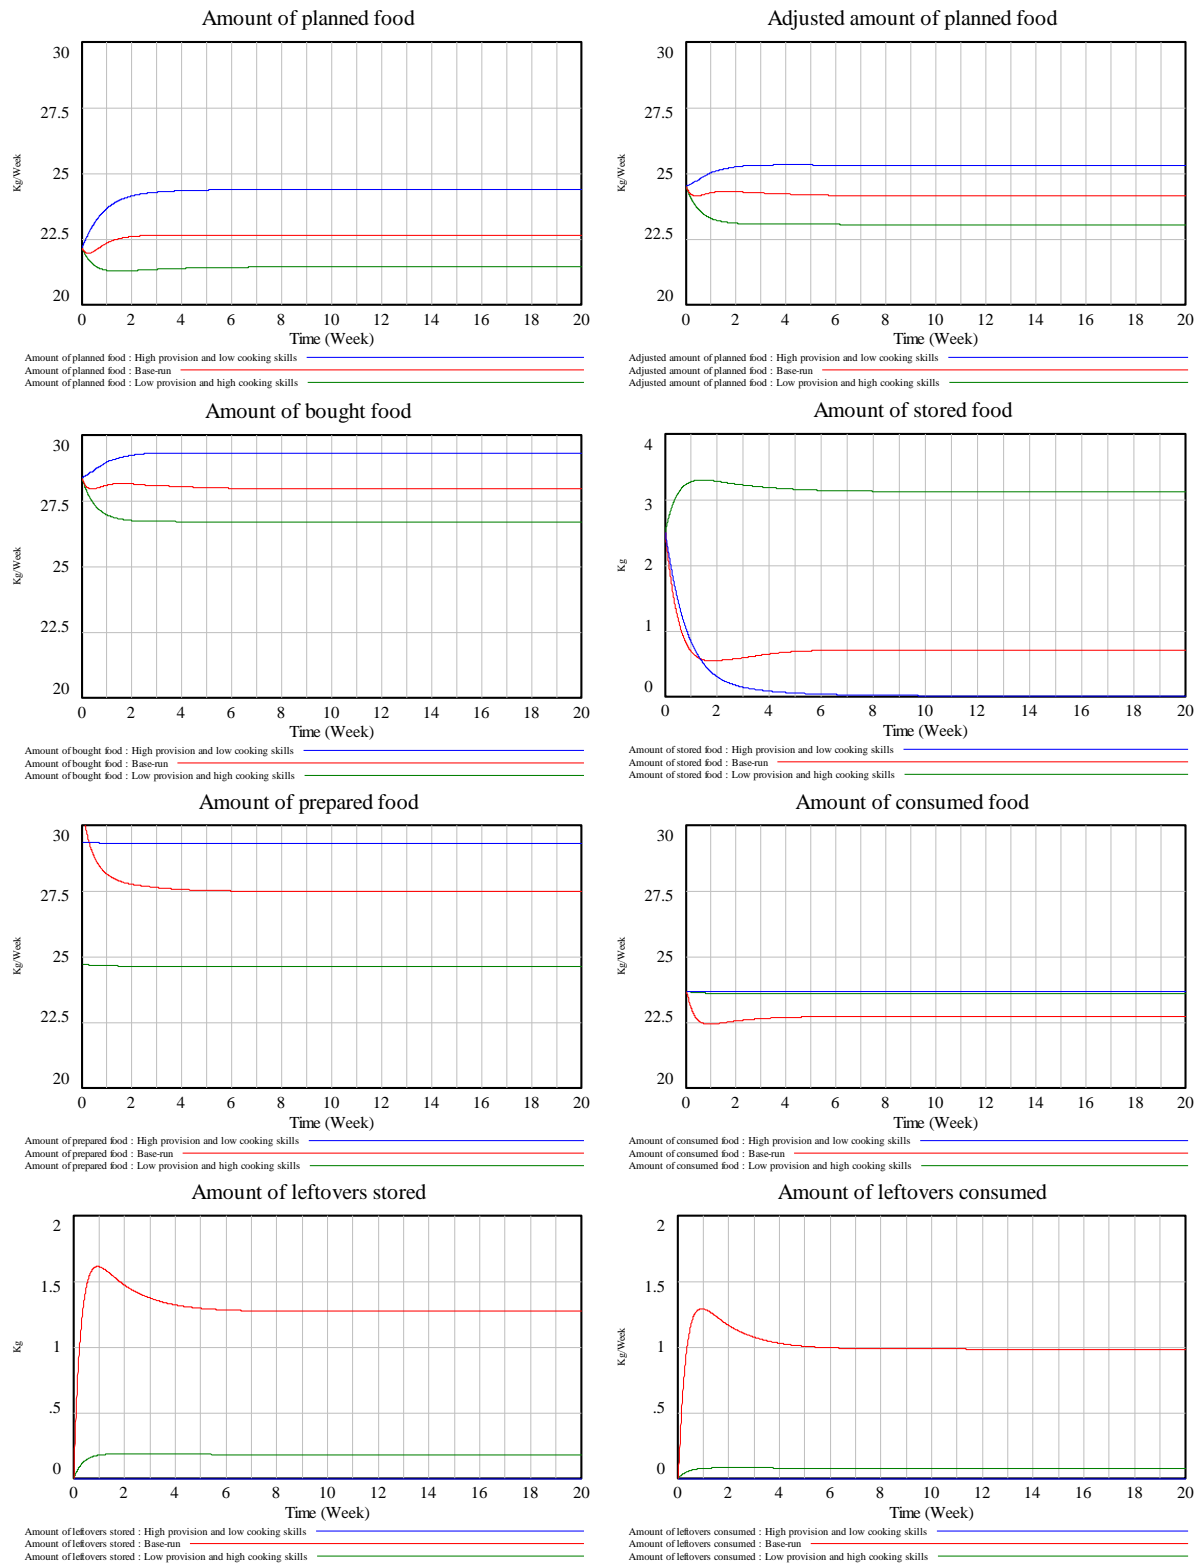 Amount of planned food
30
27.5
25
22.5
20
Kg/Week
0 2 4 6 8 10 12 14 16 18 20
Time (Week)
Amount of planned food : High provision and low cooking skills
Amount of planned food : Base-run
Amount of planned food : Low provision and high cooking skills
Adjusted amount of planned food
30
27.5
25
22.5
20
Kg/Week
0 2 4 6 8 10 12 14 16 18 20
Time (Week)
Adjusted amount of planned food : High provision and low cooking skills
Adjusted amount of planned food : Base-run
Adjusted amount of planned food : Low provision and high cooking skills
Amount of bought food
30
27.5
25
22.5
20
Kg/Week
0 2 4 6 8 10 12 14 16 18 20
Time (Week)
Amount of bought food : High provision and low cooking skills
Amount of bought food : Base-run
Amount of bought food : Low provision and high cooking skills
Amount of stored food
4
3
2
1
0
Kg
0 2 4 6 8 10 12 14 16 18 20
Time (Week)
Amount of stored food : High provision and low cooking skills
Amount of stored food : Base-run
Amount of stored food : Low provision and high cooking skills
Amount of prepared food
30
27.5
25
22.5
20
Kg/Week
0 2 4 6 8 10 12 14 16 18 20
Time (Week)
Amount of prepared food : High provision and low cooking skills
Amount of prepared food : Base-run
Amount of prepared food : Low provision and high cooking skills
Amount of consumed food
30
27.5
25
22.5
20
Kg/Week
0 2 4 6 8 10 12 14 16 18 20
Time (Week)
Amount of consumed food : High provision and low cooking skills
Amount of consumed food : Base-run
Amount of consumed food : Low provision and high cooking skills
Amount of leftovers stored
2
1.5
1
.5
0
Kg
0 2 4 6 8 10 12 14 16 18 20
Time (Week)
Amount of leftovers stored : High provision and low cooking skills
Amount of leftovers stored : Base-run
Amount of leftovers stored : Low provision and high cooking skills
Amount of leftovers consumed
2
1.5
1
.5
0
Kg/Week
0 2 4 6 8 10 12 14 16 18 20
Time (Week)
Amount of leftovers consumed : High provision and low cooking skills
Amount of leftovers consumed : Base-run
Amount of leftovers consumed : Low provision and high cooking skills